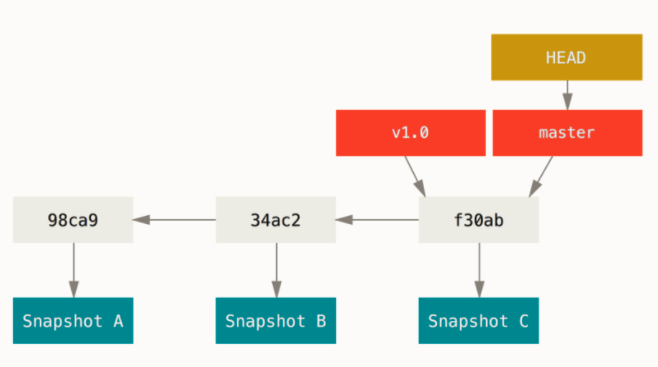 HEAD
v1.0
master
98ca9
34ac2
f30ab
Snapshot A
Snapshot B
Snapshot C